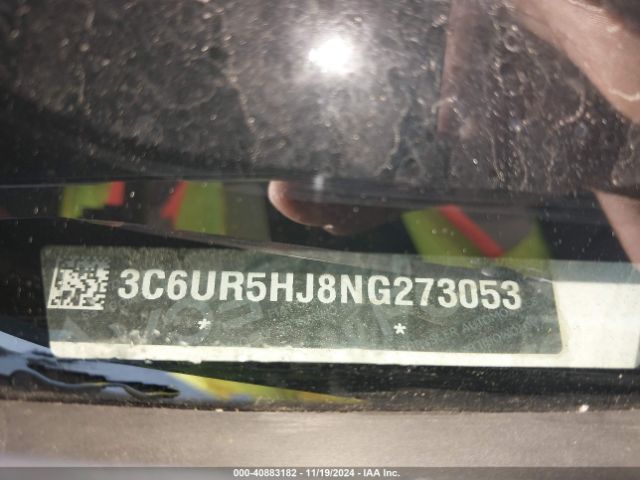 3C6UR5HJ8NG273053
* *
000-40883182 - 11/19/2024 - IAA Inc.